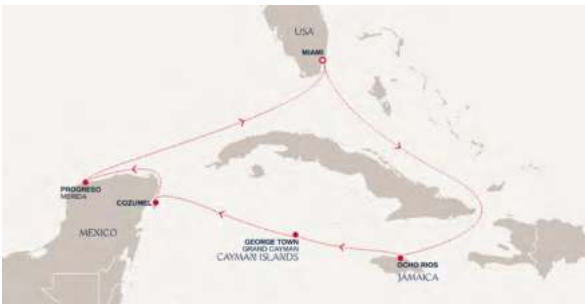 USA
MIAMI
PROGRESO
MERIDA
COZUMEL
MEXICO
GEORGE TOWN
GRAND CAYMAN
CAYMAN ISLANDS
OCHO RIOS
JAMAICA